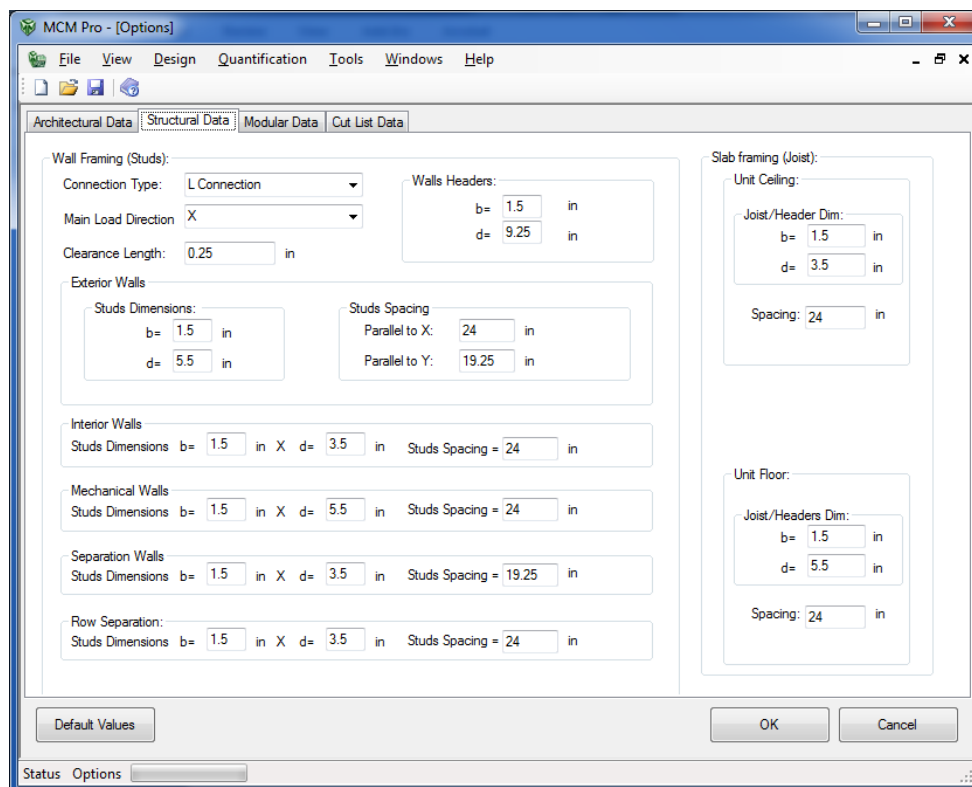 MCM Pro - [Options]
File View Design Quantification Tools Windows Help
Architectural Data Structural Data Modular Data Cut List Data
Wall Framing (Studs):
Connection Type: L Connection
Main Load Direction X
Clearance Length: 0.25 in
Walls Headers:
b= 1.5 in
d= 9.25 in
Exterior Walls
Studs Dimensions:
b= 1.5 in
d= 5.5 in
Studs Spacing
Parallel to X: 24 in
Parallel to Y: 19.25 in
Interior Walls
Studs Dimensions b= 1.5 in X d= 3.5 in Studs Spacing = 24 in
Mechanical Walls
Studs Dimensions b= 1.5 in X d= 5.5 in Studs Spacing = 24 in
Separation Walls
Studs Dimensions b= 1.5 in X d= 3.5 in Studs Spacing = 19.25 in
Row Separation:
Studs Dimensions b= 1.5 in X d= 3.5 in Studs Spacing = 24 in
Slab framing (Joist):
Unit Ceiling:
Joist/Header Dim:
b= 1.5 in
d= 3.5 in
Spacing: 24 in
Unit Floor:
Joist/Headers Dim:
b= 1.5 in
d= 5.5 in
Spacing: 24 in
Default Values OK Cancel
Status Options